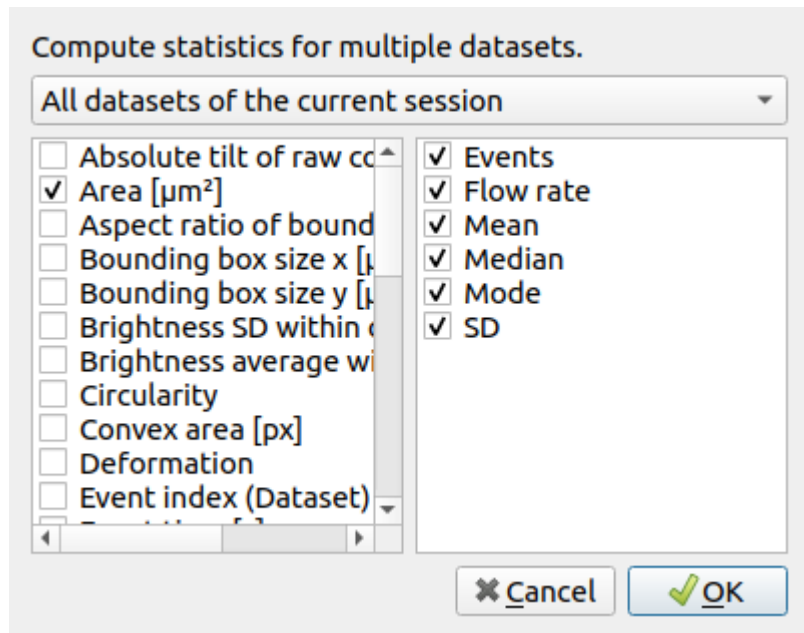 Compute statistics for multiple datasets.
All datasets of the current session
Absolute tilt of raw
Area [µm²]
Aspect ratio of bound
Bounding box size x
Bounding box size y
Brightness SD within
Brightness average
Circularity
Convex area [px]
Deformation
Event index (Dataset)
Events
Flow rate
Mean
Median
Mode
SD
Cancel
OK